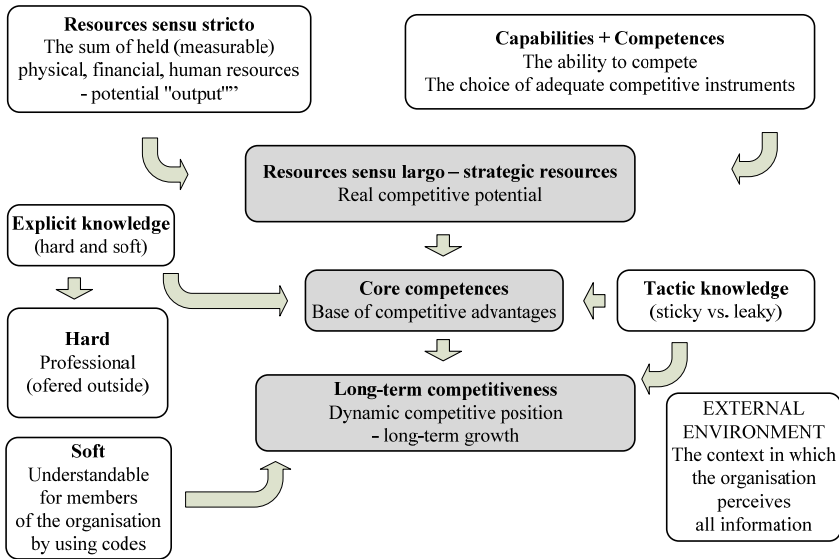 Resources sensu stricto
The sum of held (measurable)
physical, financial, human resources
- potential "output""
Capabilities + Competences
The ability to compete
The choice of adequate competitive instruments
Resources sensu largo – strategic resources
Real competitive potential
Explicit knowledge
(hard and soft)
Core competences
Base of competitive advantages
Tactic knowledge
(sticky vs. leaky)
Hard
Professional
(ofered outside)
Long-term competitiveness
Dynamic competitive position
- long-term growth
Soft
Understandable
for members
of the organisation
by using codes
EXTERNAL
ENVIRONMENT
The context in which
the organisation
perceives
all information